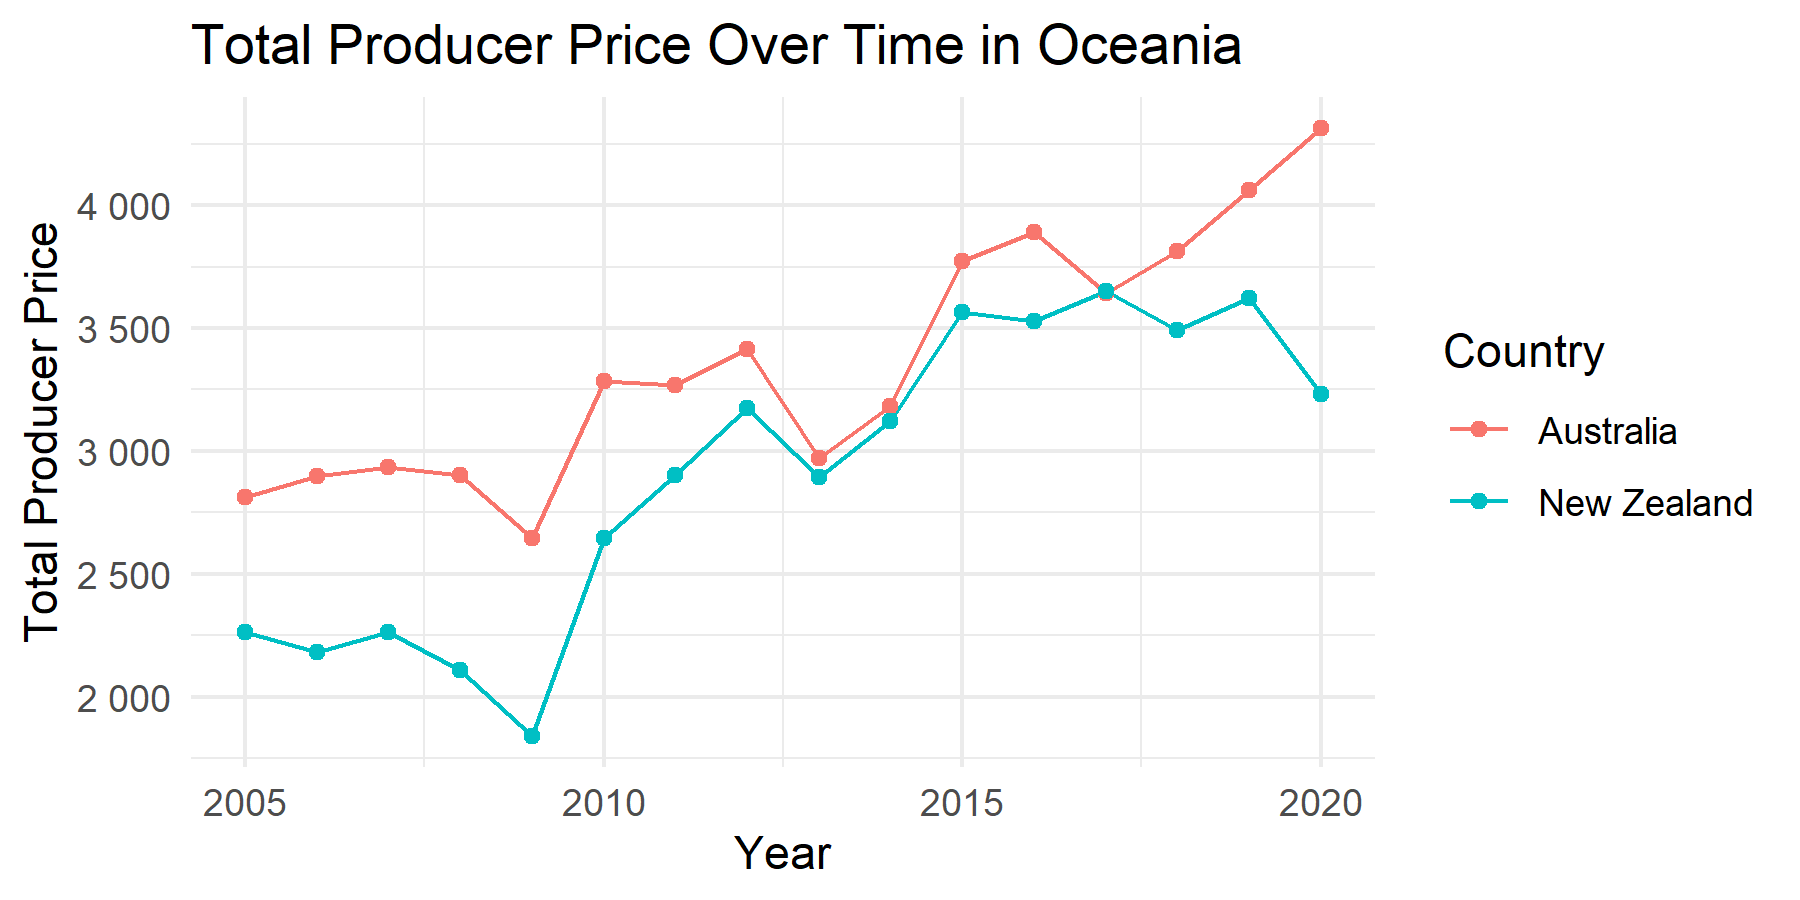 Total Producer Price Over Time in Oceania
Total Producer Price
4 000
3 500
3 000
2 500
2 000
2005
2010
2015
2020
Year
Country
Australia
New Zealand